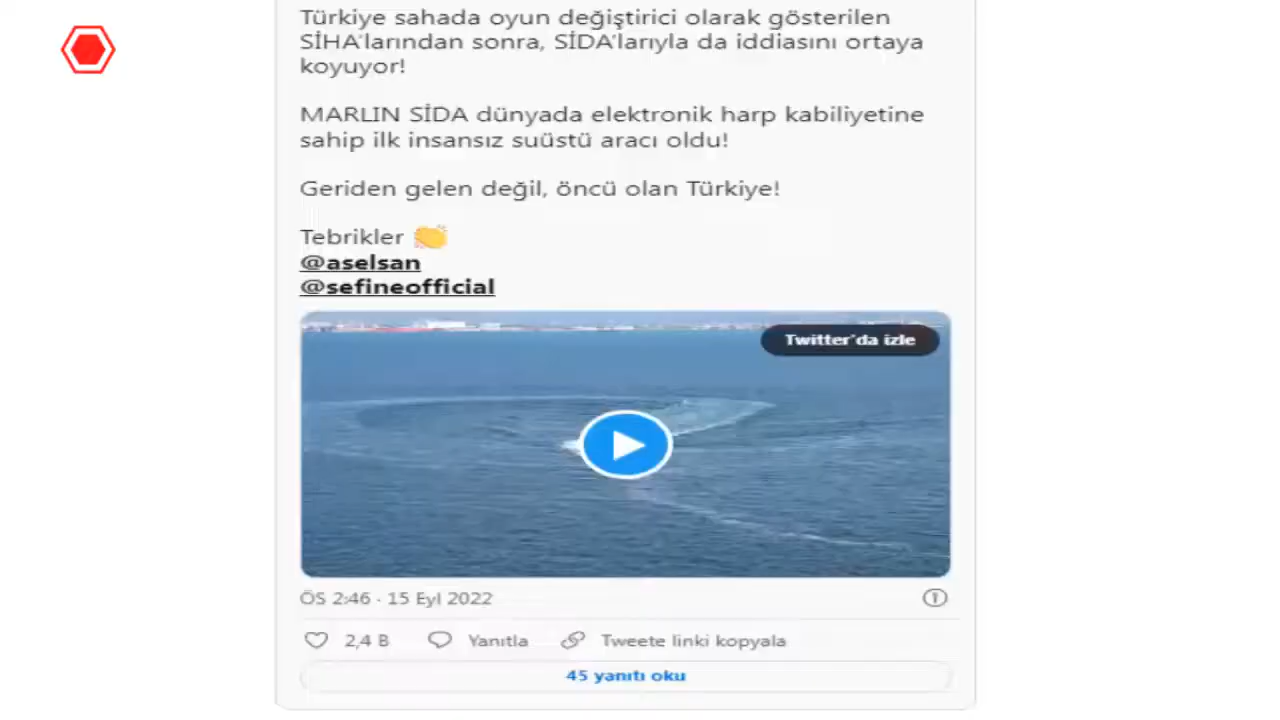 Türkiye sahada oyun değiştirici olarak gösterilen
SİHA'larından sonra, SİDA'larıyla da iddiasını ortaya
koyuyor!
MARLIN SİDA dünyada elektronik harp kabiliyetine
sahip ilk insansız suüstü aracı oldu!
Geriden gelen değil, öncü olan Türkiye!
Tebrikler 👏
@aselsan
@sefineofficial
Twitter'da izle
ÖS 2:46 · 15 Eyl 2022
2,4 B Yanıtla Tweete linki kopyala
45 yanıtı oku